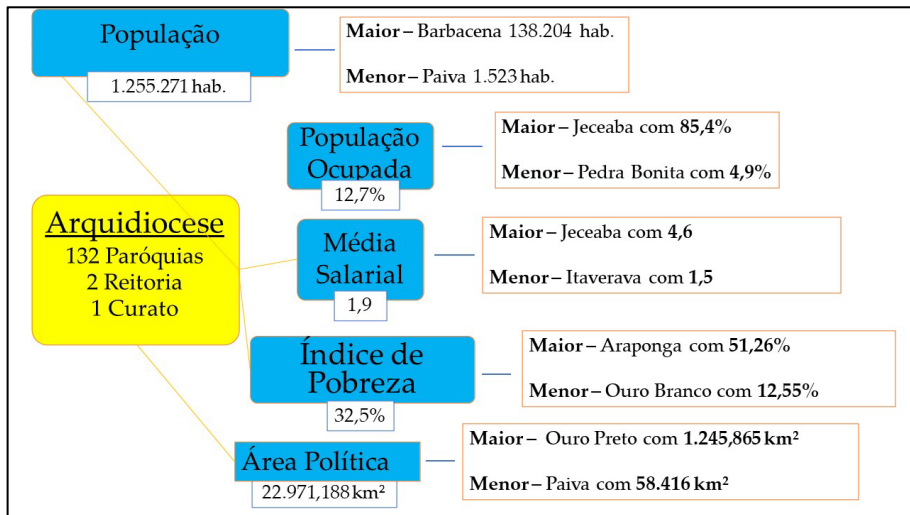 População
1.255.271 hab.
Maior – Barbacena 138.204 hab.
Menor – Paiva 1.523 hab.
População
Ocupada
12,7%
Maior – Jeceaba com 85,4%
Menor – Pedra Bonita com 4,9%
Arquidiocese
132 Paróquias
2 Reitoria
1 Curato
Média
Salarial
1,9
Maior – Jeceaba com 4,6
Menor – Itaverava com 1,5
Índice de
Pobreza
32,5%
Maior – Araponga com 51,26%
Menor – Ouro Branco com 12,55%
Área Política
22.971,188 km²
Maior – Ouro Preto com 1.245,865 km²
Menor – Paiva com 58.416 km²